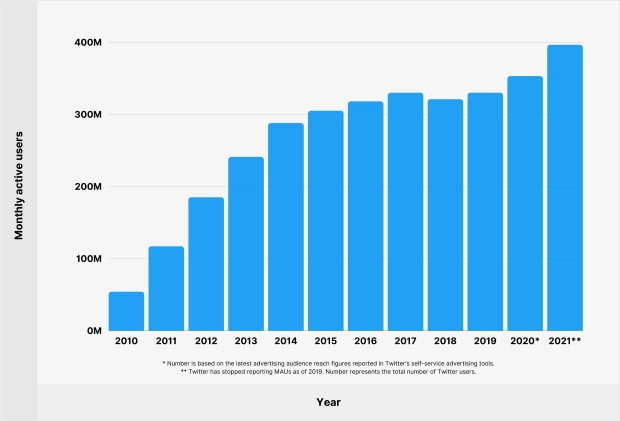 Monthly active users
400M
300M
200M
100M
0M
2010 2011 2012 2013 2014 2015 2016 2017 2018 2019 2020* 2021**
* Number is based on the latest advertising audience reach figures reported in Twitter's self-service advertising tools.
** Twitter has stopped reporting MAUs as of 2019. Number represents the total number of Twitter users.
Year